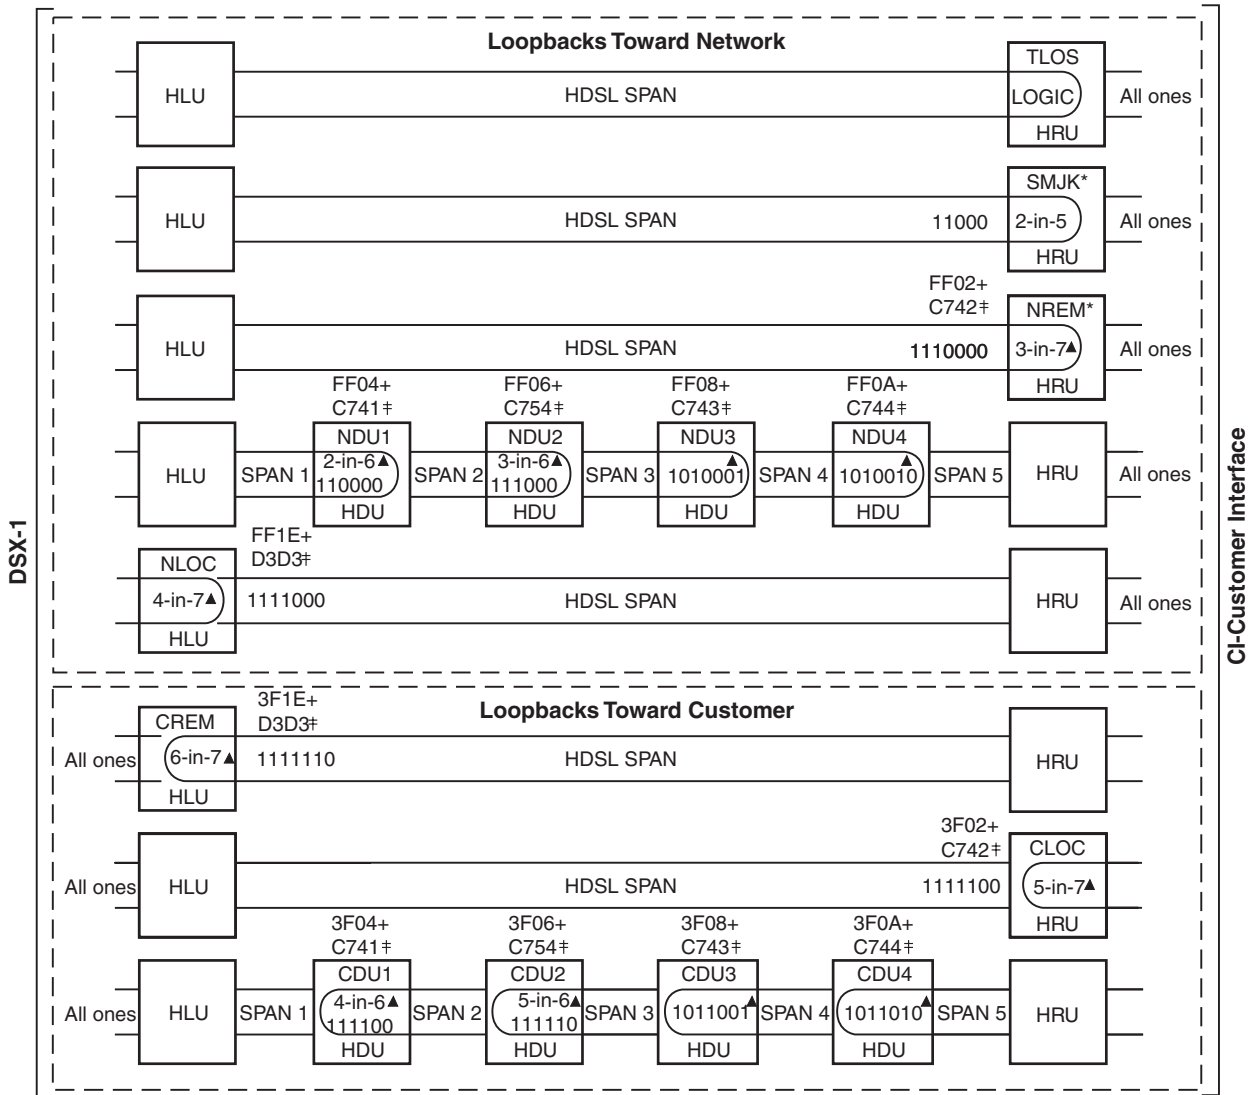 Loopbacks Toward Network
TLOS
HLU
HDSL SPAN
LOGIC
All ones
HRU
SMJK*
HLU
HDSL SPAN
11000
2-in-5
All ones
HRU
FF02+
C742‡
NREM*
HLU
HDSL SPAN
1110000
3-in-7▲
All ones
HRU
FF04+
C741‡
FF06+
C754‡
FF08+
C743‡
FF0A+
C744‡
NDU1
NDU2
NDU3
NDU4
HLU
SPAN 1
2-in-6▲
110000
SPAN 2
3-in-6▲
111000
SPAN 3
▲
1010001
SPAN 4
▲
1010010
SPAN 5
HRU
All ones
HDU
HDU
HDU
HDU
FF1E+
D3D3‡
NLOC
4-in-7▲
1111000
HDSL SPAN
HRU
All ones
HLU
DSX-1
CI-Customer Interface
Loopbacks Toward Customer
3F1E+
D3D3‡
CREM
All ones
6-in-7▲
1111110
HDSL SPAN
HRU
HLU
3F02+
C742‡
CLOC
All ones
HLU
HDSL SPAN
1111100
5-in-7▲
HRU
3F04+
C741‡
3F06+
C754‡
3F08+
C743‡
3F0A+
C744‡
CDU1
CDU2
CDU3
CDU4
All ones
HLU
SPAN 1
4-in-6▲
111100
SPAN 2
5-in-6▲
111110
SPAN 3
1011001▲
SPAN 4
1011010▲
SPAN 5
HRU
HDU
HDU
HDU
HDU